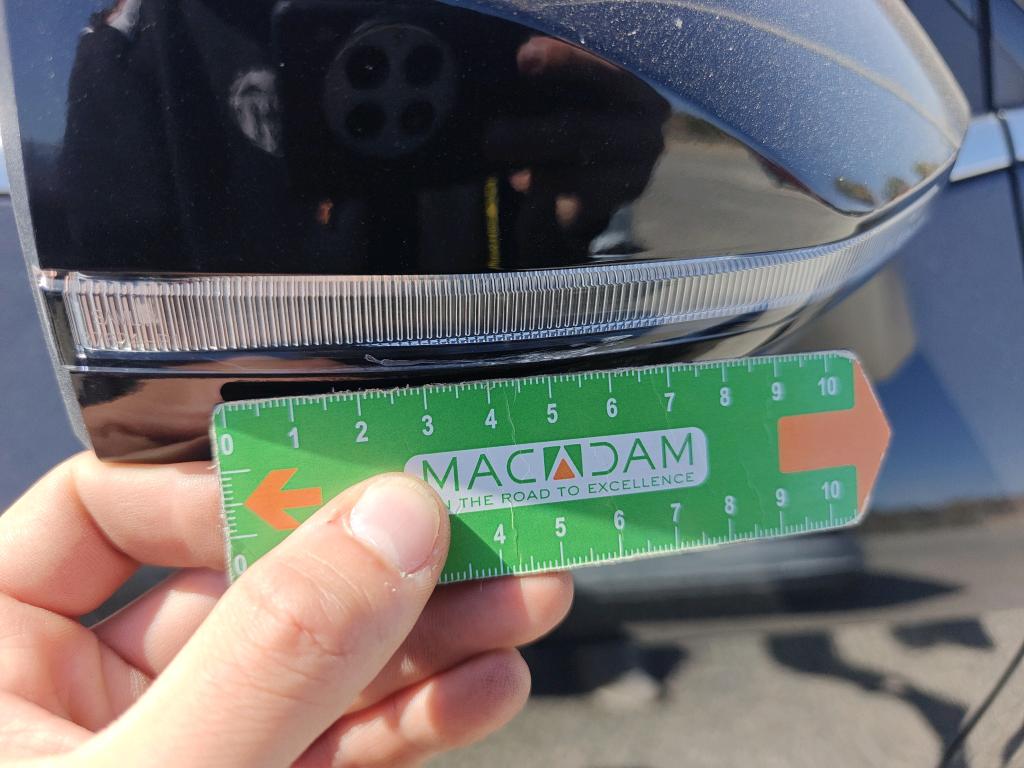 0 1 2 3 4 5 6 7 8 9 10
MACADAM
N THE ROAD TO EXCELLENCE
0 4 5 6 7 8 9 10